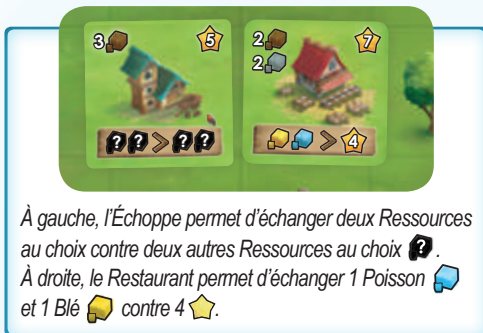 3 5 2 7
2
? ? > ? ? > 4
À gauche, l'Échoppe permet d'échanger deux Ressources
au choix contre deux autres Ressources au choix ? .
À droite, le Restaurant permet d'échanger 1 Poisson
et 1 Blé contre 4 .